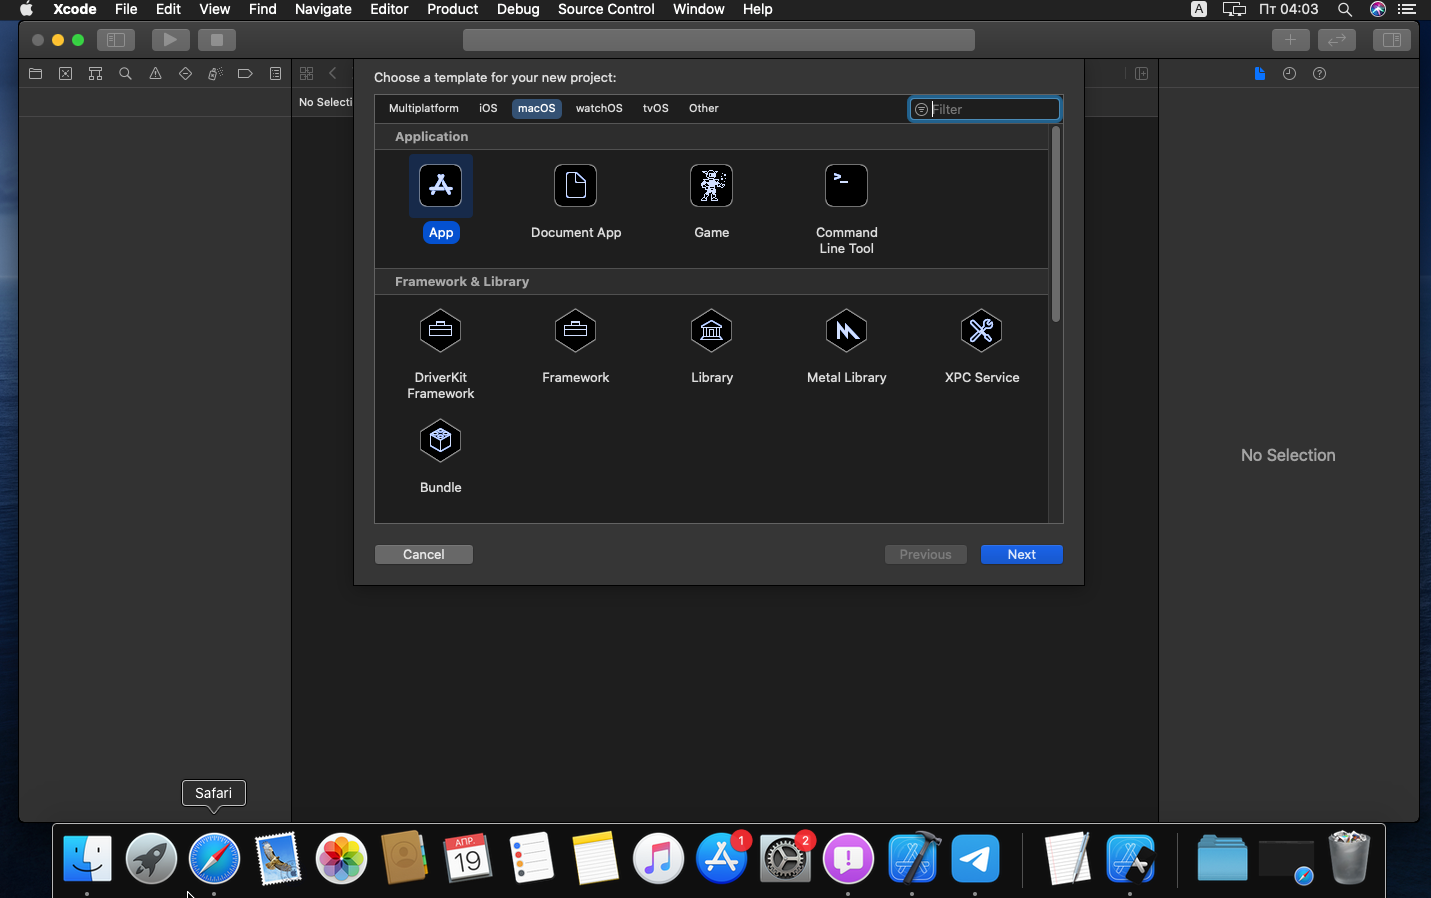 Xcode File Edit View Find Navigate Editor Product Debug Source Control Window Help A Пт 04:03
Choose a template for your new project:
No Selecti
Multiplatform iOS macOS watchOS tvOS Other Filter
Application
App Document App Game Command
Line Tool
Framework & Library
DriverKit Framework Library Metal Library XPC Service
Framework
Bundle
No Selection
Cancel Previous Next
Safari
АПР.
19
1
2